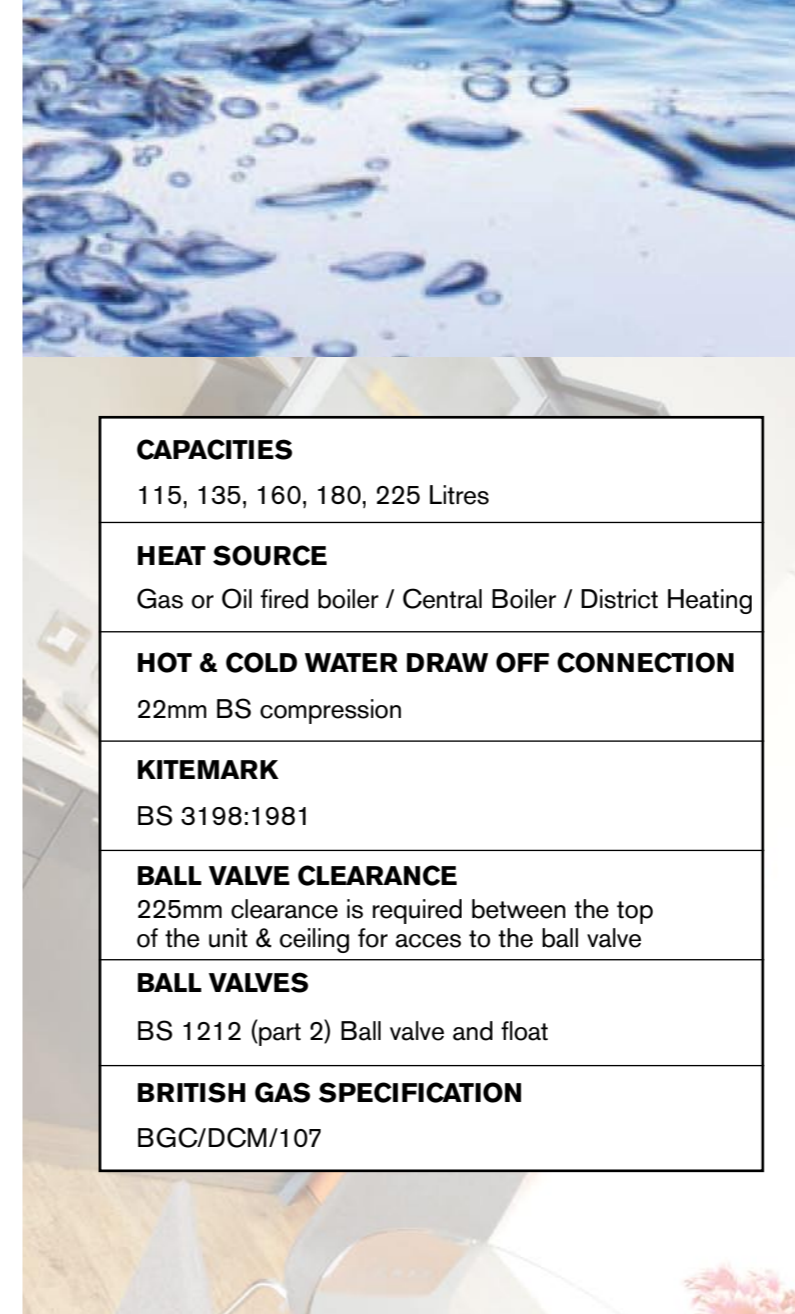 CAPACITIES
115, 135, 160, 180, 225 Litres
HEAT SOURCE
Gas or Oil fired boiler / Central Boiler / District Heating
HOT & COLD WATER DRAW OFF CONNECTION
22mm BS compression
KITEMARK
BS 3198:1981
BALL VALVE CLEARANCE
225mm clearance is required between the top
of the unit & ceiling for acces to the ball valve
BALL VALVES
BS 1212 (part 2) Ball valve and float
BRITISH GAS SPECIFICATION
BGC/DCM/107